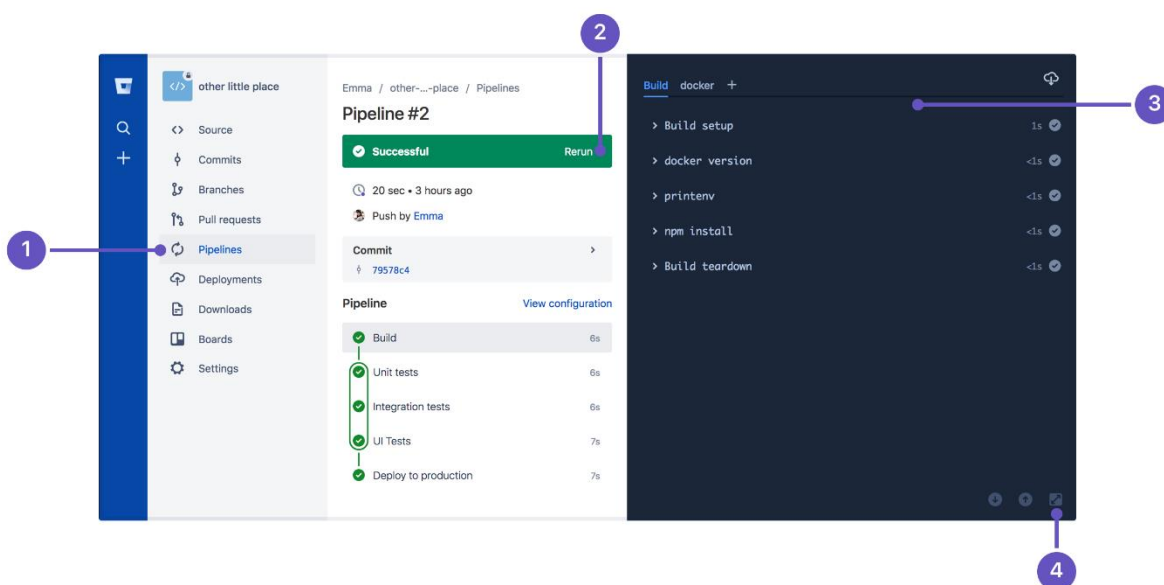 2
</> other little place
Source
Commits
Branches
Pull requests
Pipelines
Deployments
Downloads
Boards
Settings
1
Emma / other-...-place / Pipelines
Pipeline #2
Successful Rerun
20 sec • 3 hours ago
Push by Emma
Commit >
79578c4
Pipeline View configuration
Build 6s
Unit tests 6s
Integration tests 6s
UI Tests 7s
Deploy to production 7s
Build docker +
3
> Build setup 1s
> docker version <1s
> printenv <1s
> npm install <1s
> Build teardown <1s
4